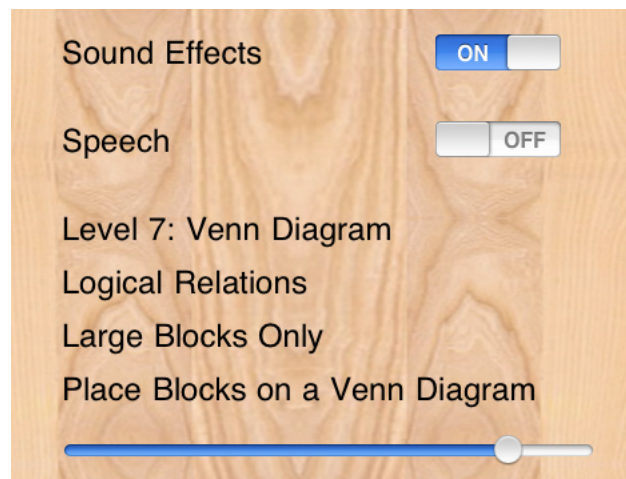 Sound Effects ON
Speech OFF
Level 7: Venn Diagram
Logical Relations
Large Blocks Only
Place Blocks on a Venn Diagram